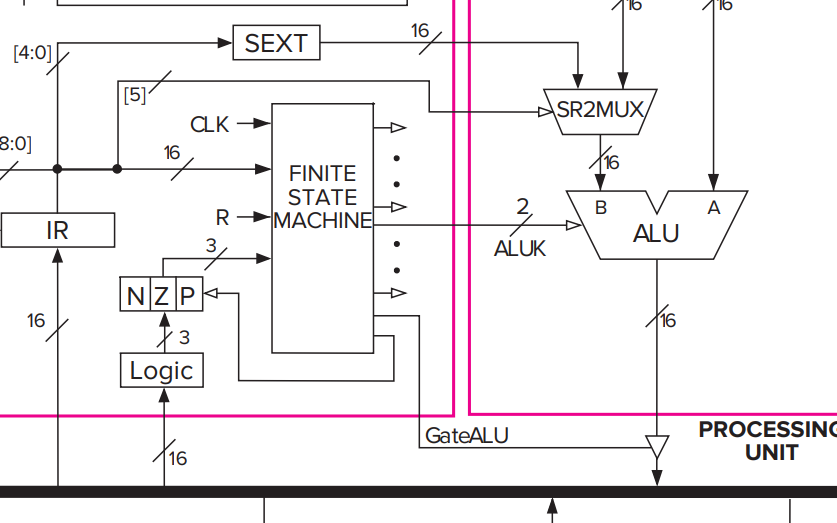 16
16
SEXT
16
[4:0]
[5]
SR2MUX
CLK
8:0]
16
16
FINITE
STATE
MACHINE
R
2
B
A
IR
ALU
3
ALUK
N Z P
16
3
16
Logic
GateALU
PROCESSING
UNIT
16